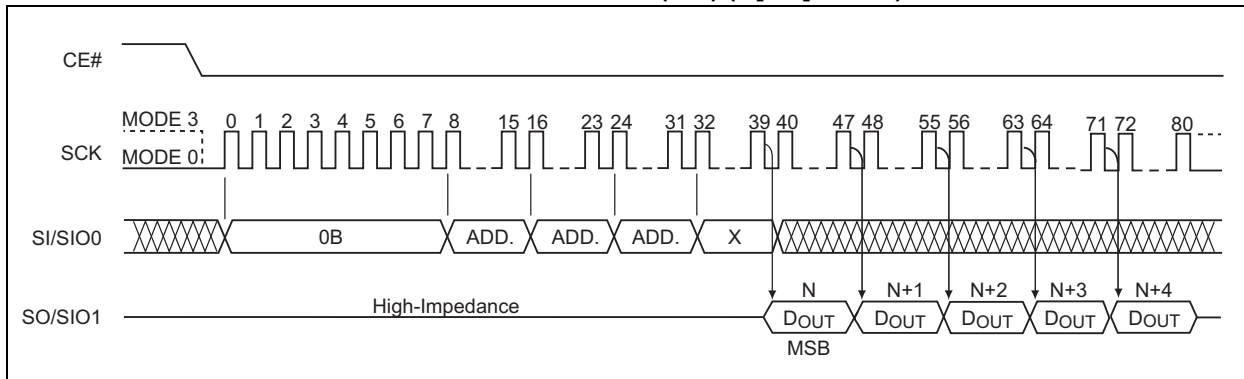 CE#
MODE 3
0 1 2 3 4 5 6 7 8 15 16 23 24 31 32 39 40 47 48 55 56 63 64 71 72 80
SCK
MODE 0
SI/SIO0
0B ADD. ADD. ADD. X
High-Impedance
N N+1 N+2 N+3 N+4
SO/SIO1
DOUT DOUT DOUT DOUT DOUT
MSB